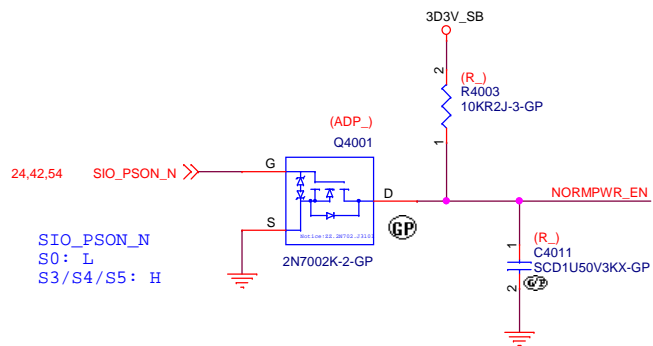 3D3V_SB
2
(R_)
R4003
10KR2J-3-GP
1
(ADP_)
Q4001
24,42,54
SIO_PSON_N
G
D
S
NORMPWR_EN
GP
2N7002K-2-GP
SIO_PSON_N
S0: L
S3/S4/S5: H
1
(R_)
C4011
SCD1U50V3KX-GP
2
G/P